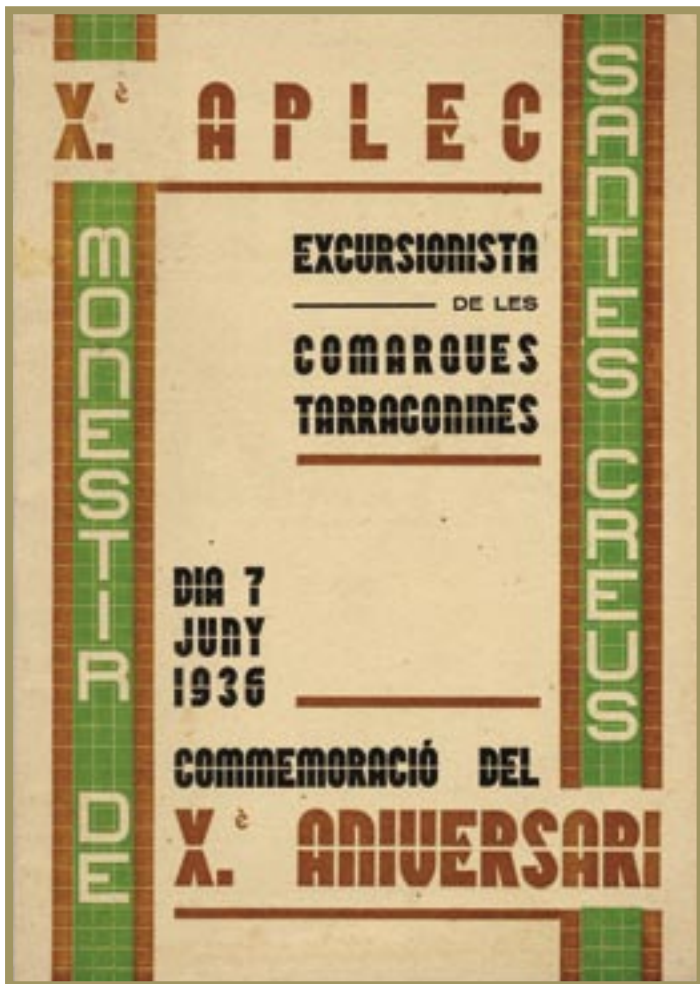 X.è APLEC
EXCURSIONISTA
DE LES
COMARQUES
TARRAGONINES
MONESTIR DE
SANTES CREUS
DIA 7
JUNY
1936
COMMEMORACIÓ DEL
X.è ANIVERSARI